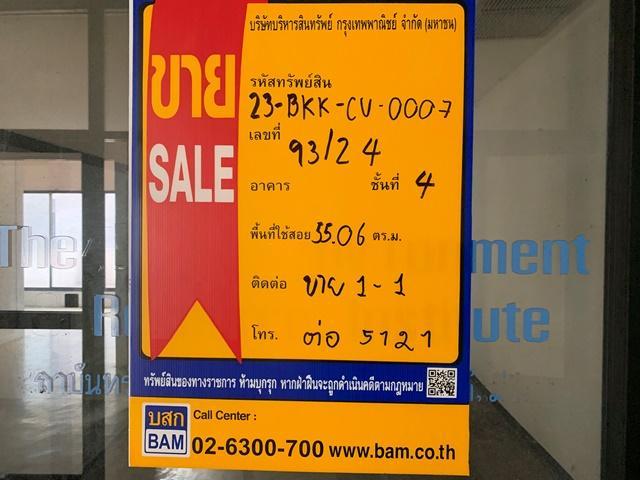 บริษัทบริหารสินทรัพย์ กรุงเทพพาณิชย์ จำกัด (มหาชน)
ขาย
SALE
รหัสทรัพย์สิน
23-BKK-CV-0007
เลขที่ 93/24
อาคาร ชั้นที่ 4
พื้นที่ใช้สอย 55.06 ตร.ม.
ติดต่อ ขาย 1-1
โทร. ต่อ 5121
ทรัพย์สินของทางราชการ ห้ามบุกรุก หากฝ่าฝืนจะถูกดำเนินคดีตามกฎหมาย
บสก
BAM
Call Center :
02-6300-700 www.bam.co.th
The